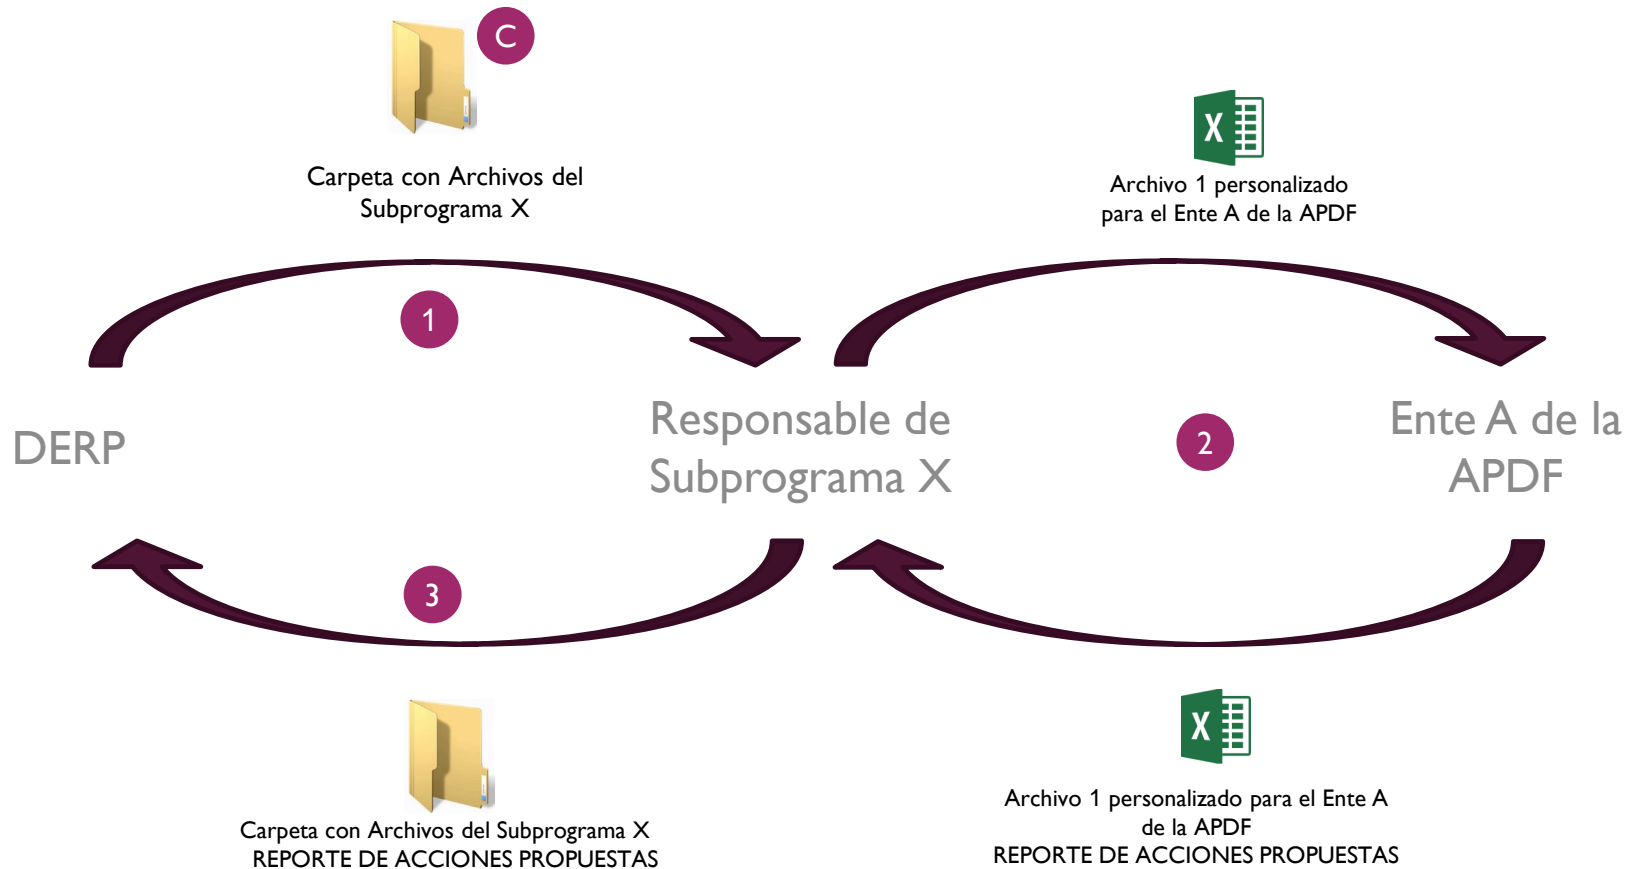 C
Carpeta con Archivos del
Subprograma X
X
Archivo 1 personalizado
para el Ente A de la APDF
1
DERP
Responsable de
Subprograma X
2
Ente A de la
APDF
3
Carpeta con Archivos del Subprograma X
REPORTE DE ACCIONES PROPUESTAS
X
Archivo 1 personalizado para el Ente A
de la APDF
REPORTE DE ACCIONES PROPUESTAS